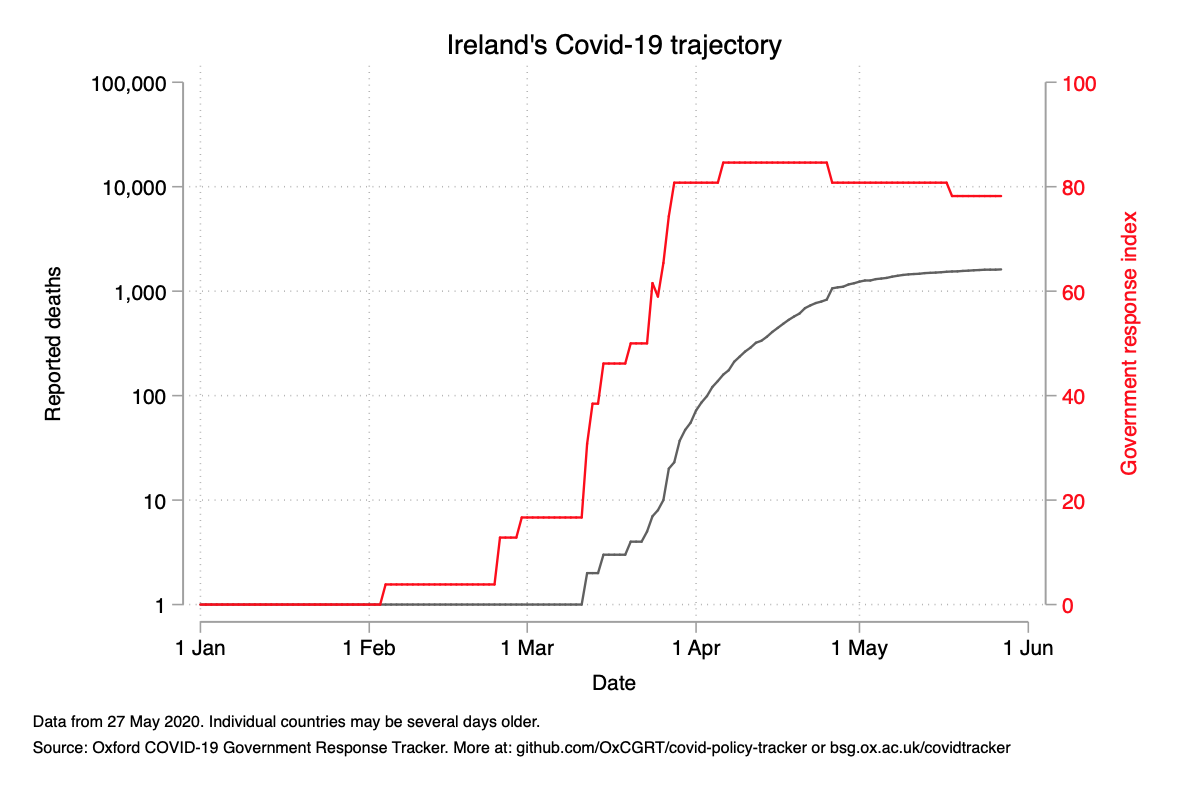 Ireland's Covid-19 trajectory
100,000
10,000
1,000
100
10
1
Reported deaths
100
80
60
40
20
0
Government response index
1 Jan
1 Feb
1 Mar
1 Apr
1 May
1 Jun
Date
Data from 27 May 2020. Individual countries may be several days older.
Source: Oxford COVID-19 Government Response Tracker. More at: github.com/OxCGRT/covid-policy-tracker or bsg.ox.ac.uk/covidtracker